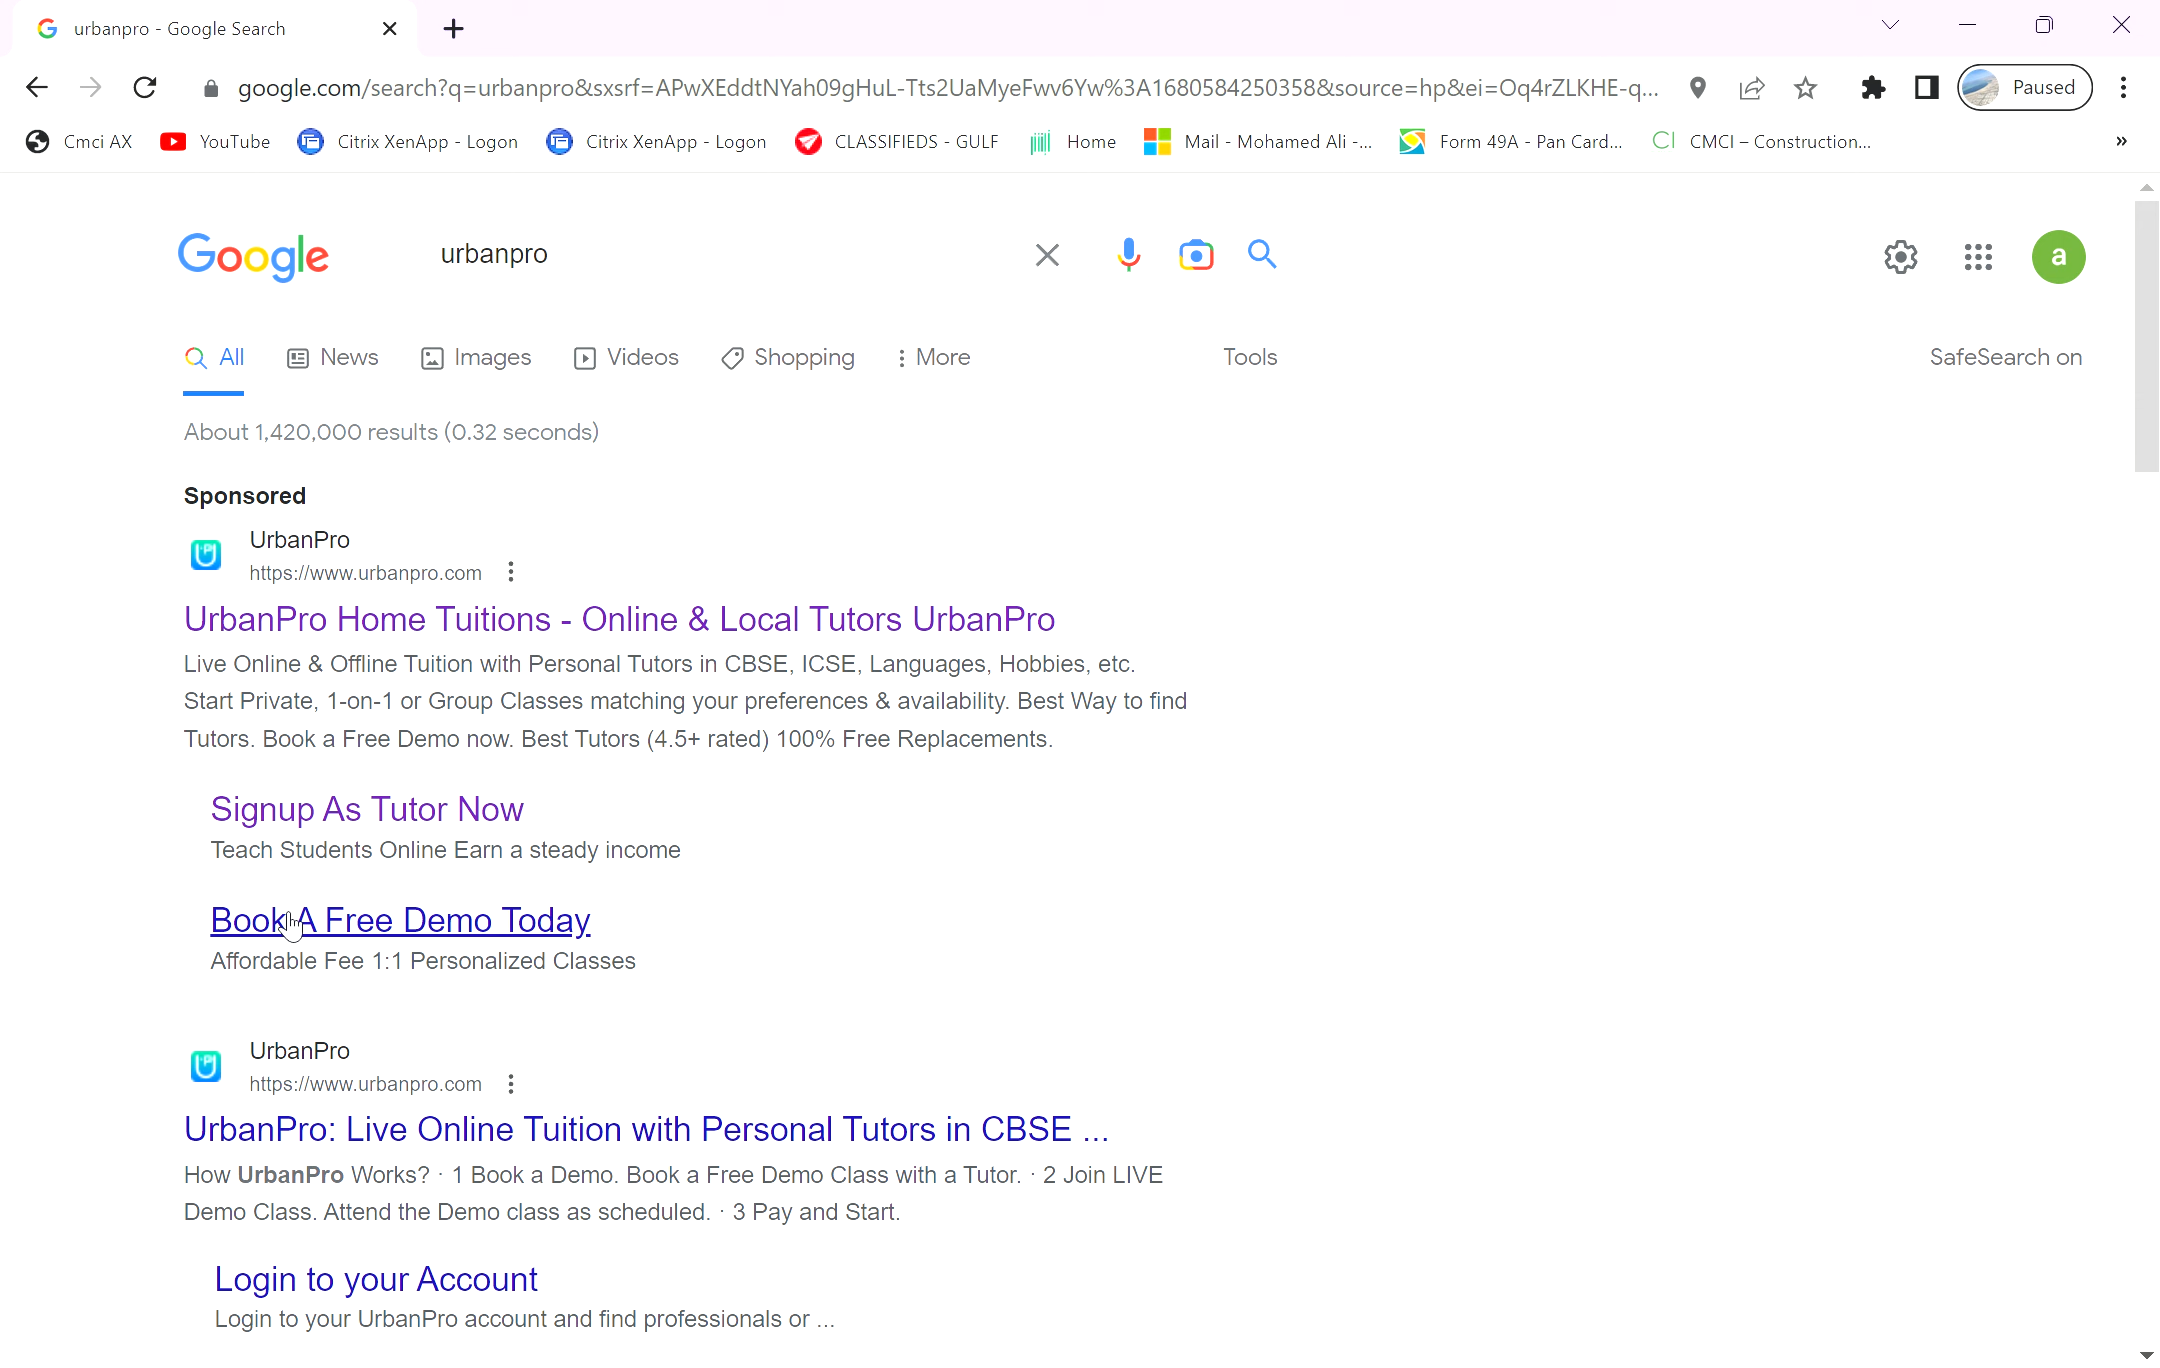 urbanpro - Google Search
google.com/search?q=urbanpro&sxsrf=APwXEddtNYah09gHuL-Tts2UaMyeFwv6Yw%3A1680584250358&source=hp&ei=Oq4rZLKHE-q...
Paused
Cmci AX
YouTube
Citrix XenApp - Logon
Citrix XenApp - Logon
CLASSIFIEDS - GULF
Home
Mail - Mohamed Ali -...
Form 49A - Pan Card...
CI CMCI – Construction...
»
Google
urbanpro
a
All
News
Images
Videos
Shopping
More
Tools
SafeSearch on
About 1,420,000 results (0.32 seconds)
Sponsored
UrbanPro
https://www.urbanpro.com
UrbanPro Home Tuitions - Online & Local Tutors UrbanPro
Live Online & Offline Tuition with Personal Tutors in CBSE, ICSE, Languages, Hobbies, etc.
Start Private, 1-on-1 or Group Classes matching your preferences & availability. Best Way to find
Tutors. Book a Free Demo now. Best Tutors (4.5+ rated) 100% Free Replacements.
Signup As Tutor Now
Teach Students Online Earn a steady income
Book A Free Demo Today
Affordable Fee 1:1 Personalized Classes
UrbanPro
https://www.urbanpro.com
UrbanPro: Live Online Tuition with Personal Tutors in CBSE ...
How UrbanPro Works? · 1 Book a Demo. Book a Free Demo Class with a Tutor. · 2 Join LIVE
Demo Class. Attend the Demo class as scheduled. · 3 Pay and Start.
Login to your Account
Login to your UrbanPro account and find professionals or ...